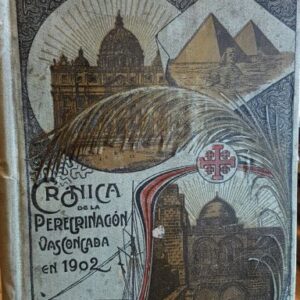 CRÓNICA
DE LA
PEREGRINACIÓN
VASCONGADA
EN 1902